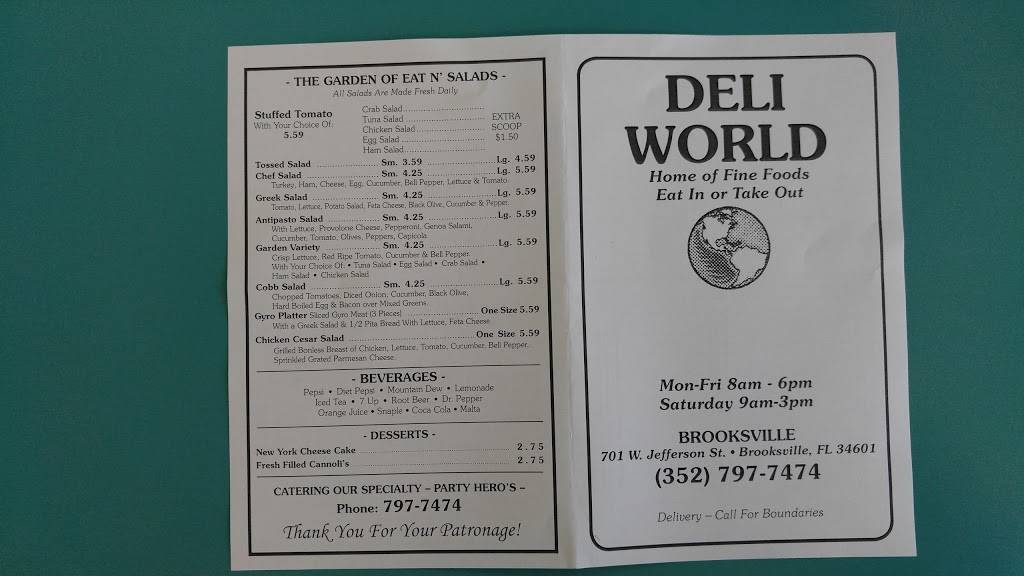 - THE GARDEN OF EAT N' SALADS -
All Salads Are Made Fresh Daily
Stuffed Tomato
With Your Choice Of:
5.59
Crab Salad
Tuna Salad
Chicken Salad
Egg Salad
Ham Salad
EXTRA
SCOOP
$1.50
Tossed Salad Sm. 3.59 Lg. 4.59
Chef Salad Sm. 4.25 Lg. 5.59
Turkey, Ham, Cheese, Egg, Cucumber, Bell Pepper, Lettuce & Tomato.
Greek Salad Sm. 4.25 Lg. 5.59
Tomato, Lettuce, Potato Salad, Feta Cheese, Black Olive, Cucumber & Pepper.
Antipasto Salad Sm. 4.25 Lg. 5.59
With Lettuce, Provolone Cheese, Pepperoni, Genoa Salami,
Cucumber, Tomato, Olives, Peppers, Capicola
Garden Variety Sm. 4.25 Lg. 5.59
Crisp Lettuce, Red Ripe Tomato, Cucumber & Bell Pepper.
With Your Choice Of: • Tuna Salad • Egg Salad • Crab Salad •
Ham Salad • Chicken Salad
Cobb Salad Sm. 4.25 Lg. 5.59
Chopped Tomatoes, Diced Onion, Cucumber, Black Olive,
Hard Boiled Egg & Bacon over Mixed Greens.
Gyro Platter Sliced Gyro Meat (3 Pieces) One Size 5.59
With a Greek Salad & 1/2 Pita Bread With Lettuce, Feta Cheese
Chicken Cesar Salad One Size 5.59
Grilled Bonless Breast of Chicken, Lettuce, Tomato, Cucumber, Bell Pepper,
Sprinkled Grated Parmesan Cheese.
- BEVERAGES -
Pepsi • Diet Pepsi • Mountain Dew • Lemonade
Iced Tea • 7 Up • Root Beer • Dr. Pepper
Orange Juice • Snaple • Coca Cola • Malta
- DESSERTS -
New York Cheese Cake 2.75
Fresh Filled Cannoli's 2.75
CATERING OUR SPECIALTY – PARTY HERO'S –
Phone: 797-7474
Thank You For Your Patronage!
DELI
WORLD
Home of Fine Foods
Eat In or Take Out
Mon-Fri 8am - 6pm
Saturday 9am-3pm
BROOKSVILLE
701 W. Jefferson St. • Brooksville, FL 34601
(352) 797-7474
Delivery – Call For Boundaries